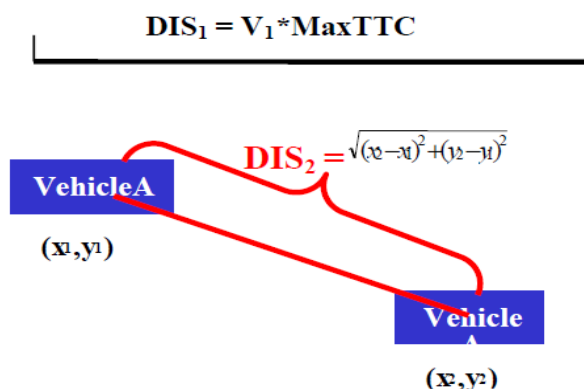 DIS₁ = V₁*MaxTTC
DIS₂ = √(x₂−x₁)²+(y₂−y₁)²
VehicleA
(x₁,y₁)
Vehicle
A
(x₂,y₂)